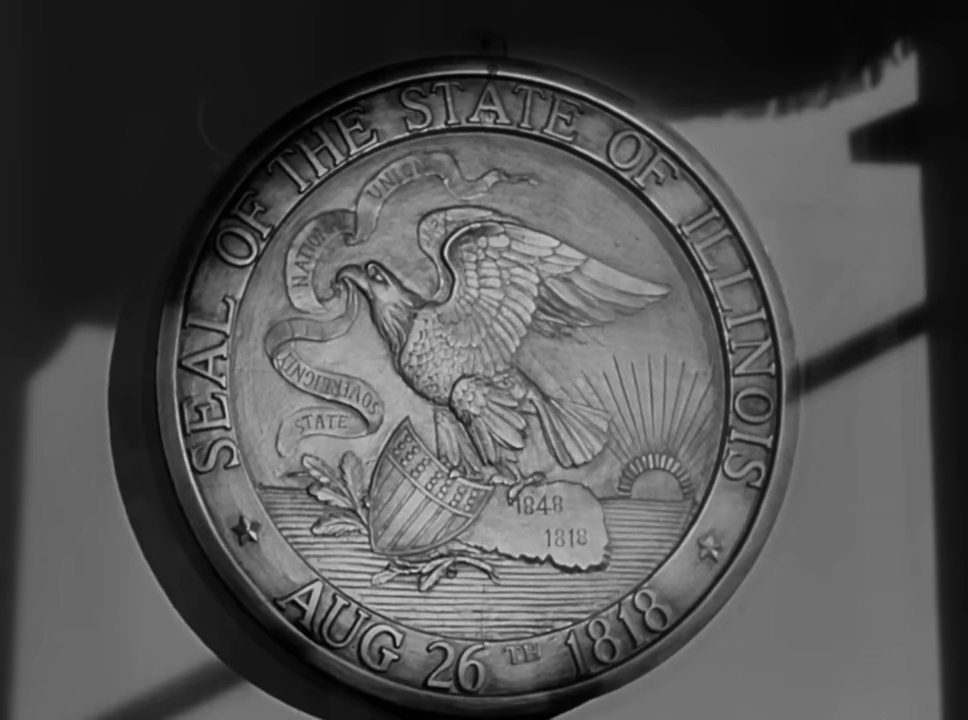 SEAL OF THE STATE OF ILLINOIS
UNION
NATIONAL
SOVEREIGNTY
STATE
1848
1818
AUG 26TH 1818